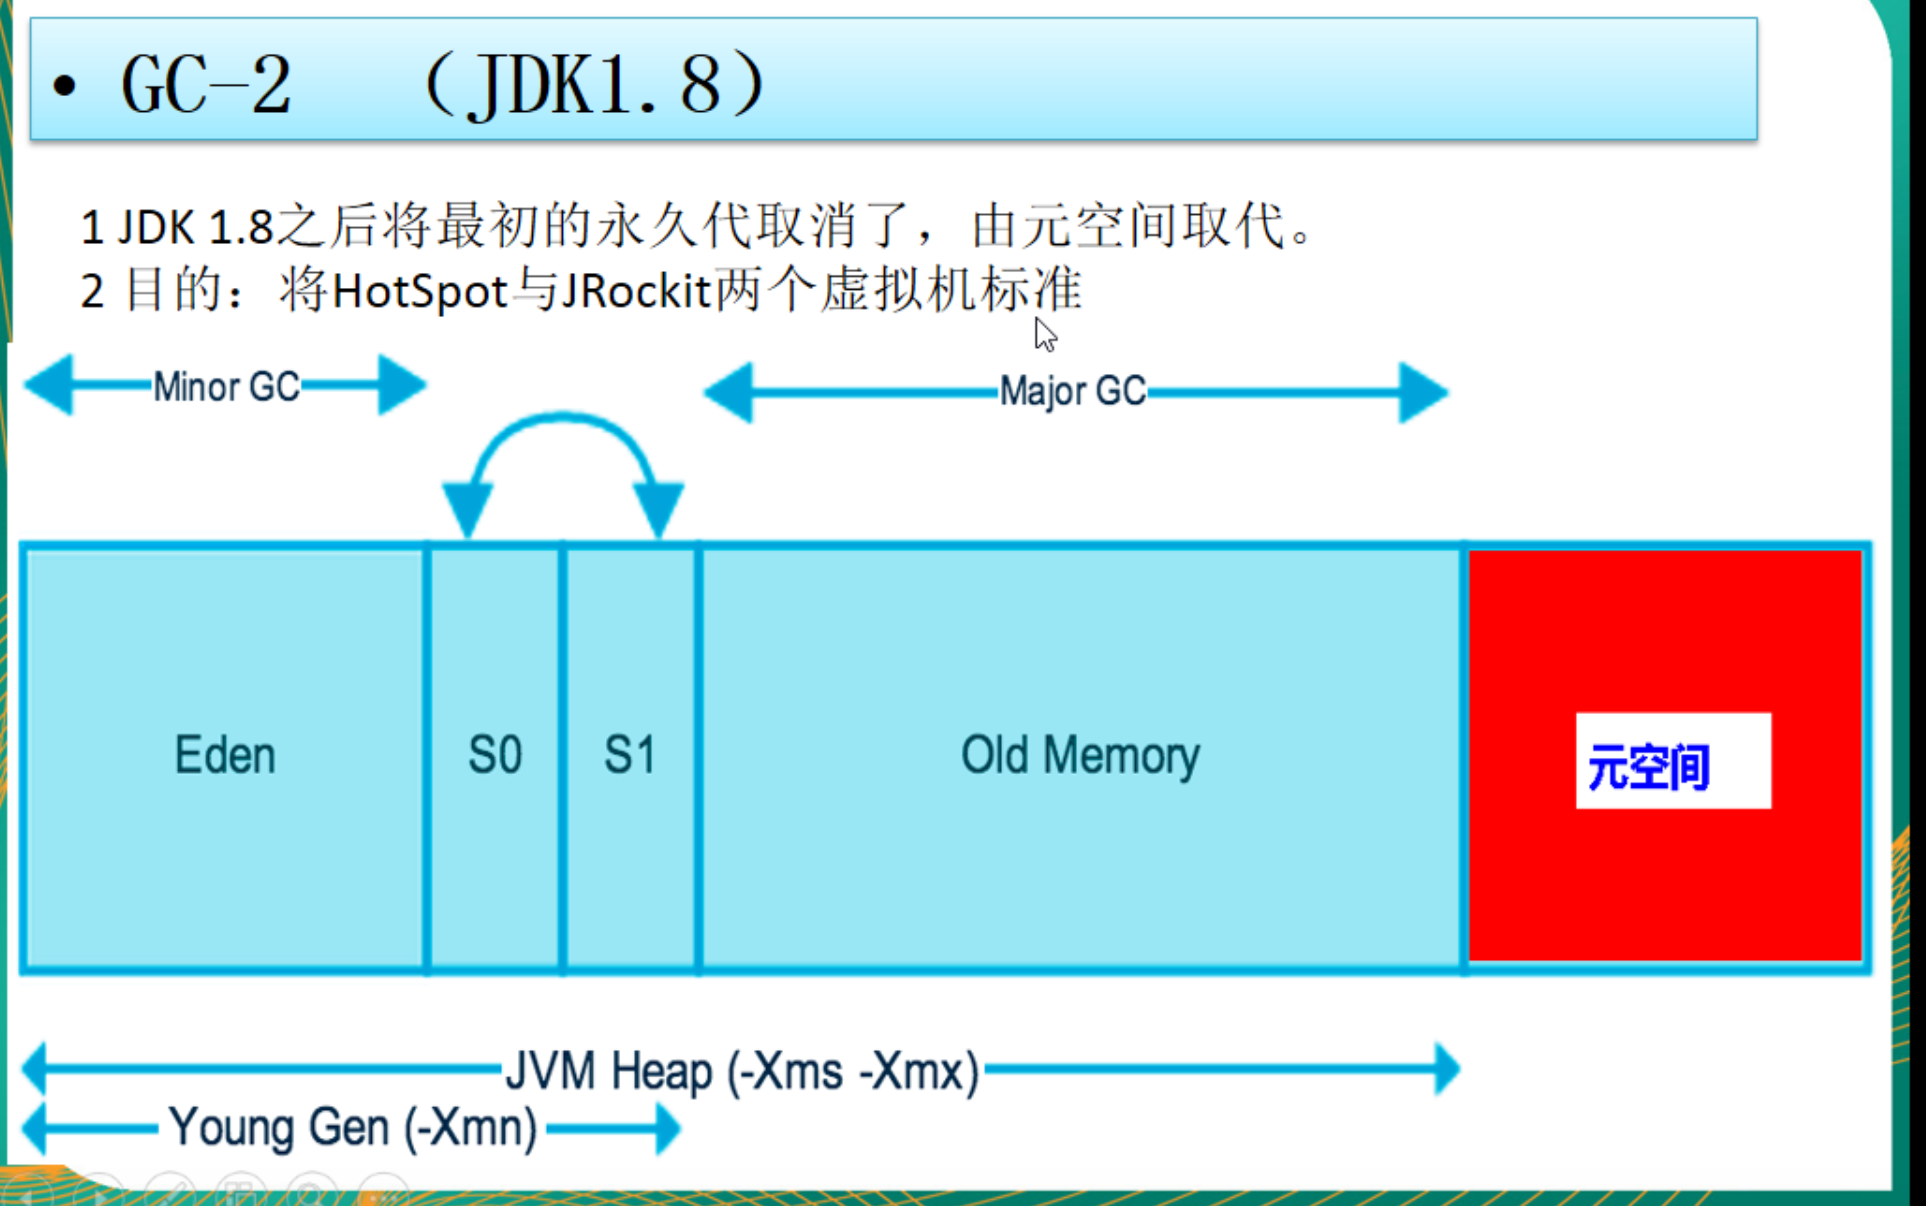 • GC-2 （JDK1.8）
1 JDK 1.8之后将最初的永久代取消了，由元空间取代。
2 目的：将HotSpot与JRockit两个虚拟机标准
Minor GC
Major GC
Eden
S0
S1
Old Memory
元空间
JVM Heap (-Xms -Xmx)
Young Gen (-Xmn)